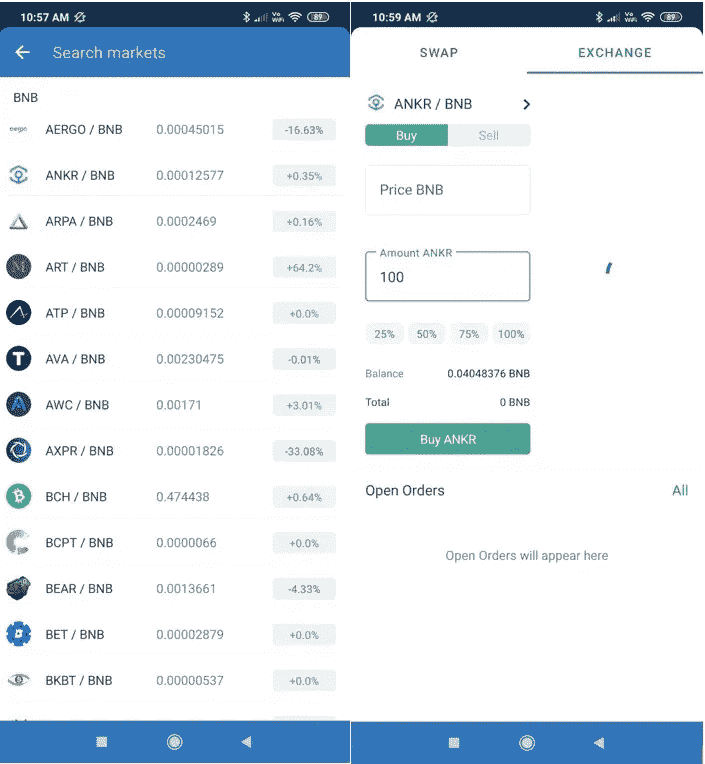 10:57 AM
Vo WiFi 89
Search markets
BNB
aergo AERGO / BNB 0.00045015 -16.63%
ANKR / BNB 0.00012577 +0.35%
ARPA / BNB 0.0002469 +0.16%
ART / BNB 0.00000289 +64.2%
ATP / BNB 0.00009152 +0.0%
AVA / BNB 0.00230475 -0.01%
AWC / BNB 0.00171 +3.01%
AXPR / BNB 0.00001826 -33.08%
BCH / BNB 0.474438 +0.64%
BCPT / BNB 0.0000066 +0.0%
BEAR / BNB 0.0013661 -4.33%
BET / BNB 0.00002879 +0.0%
BKBT / BNB 0.00000537 +0.0%
10:59 AM
Vo WiFi 89
SWAP EXCHANGE
ANKR / BNB
Buy Sell
Price BNB
Amount ANKR
100
25% 50% 75% 100%
Balance 0.04048376 BNB
Total 0 BNB
Buy ANKR
Open Orders All
Open Orders will appear here